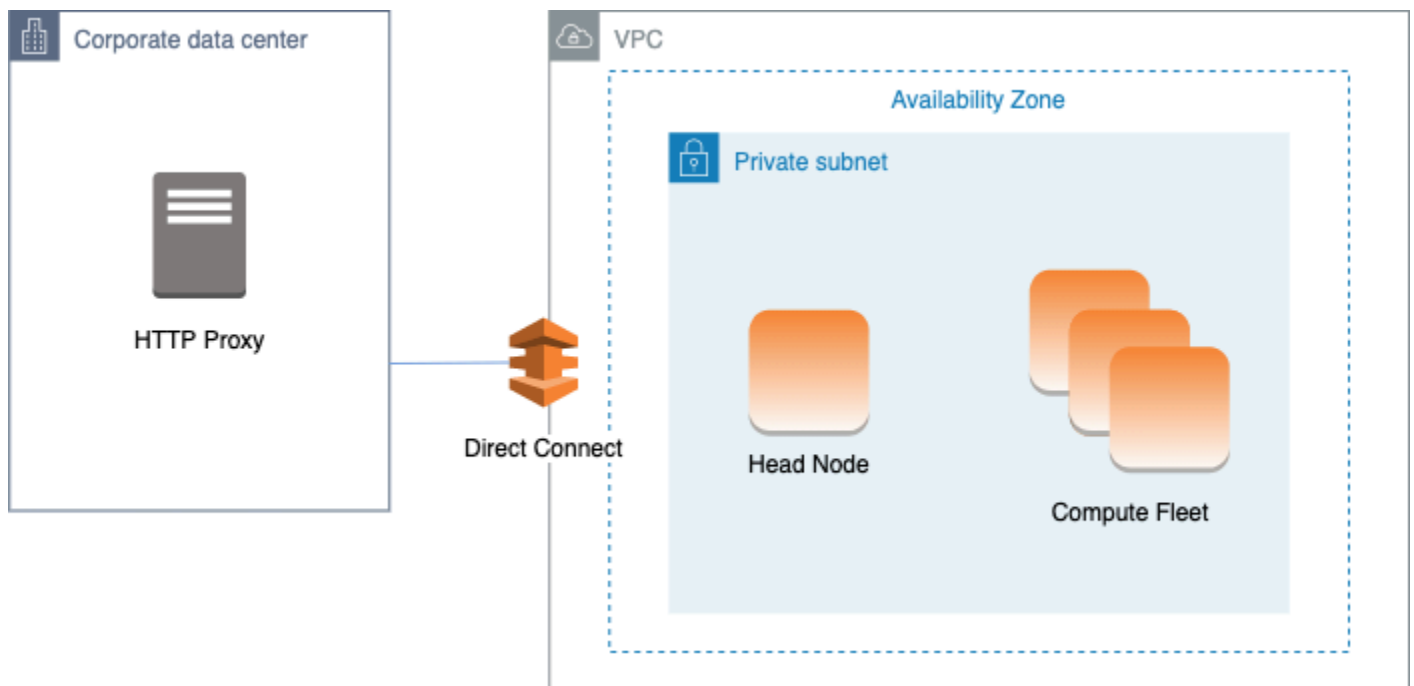 Corporate data center
VPC
Availability Zone
Private subnet
HTTP Proxy
Direct Connect
Head Node
Compute Fleet